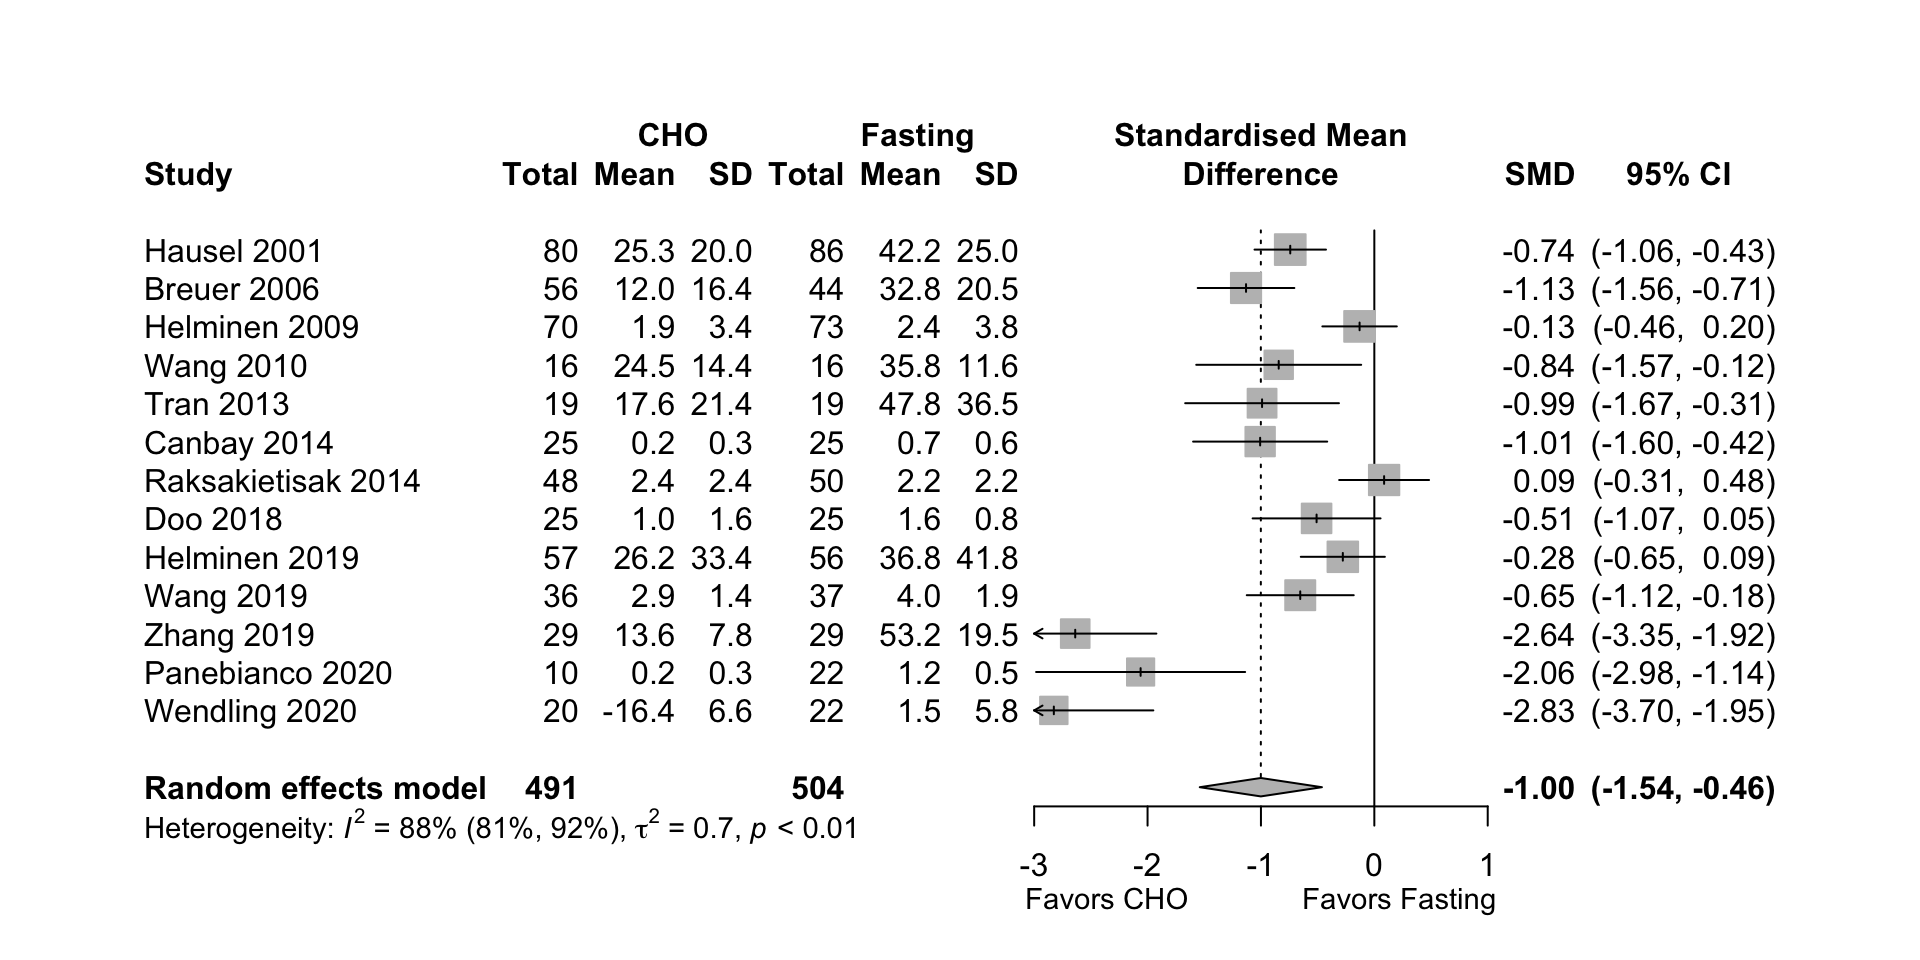 CHO Fasting Standardised Mean
Study Total Mean SD Total Mean SD Difference SMD 95% CI
Hausel 2001 80 25.3 20.0 86 42.2 25.0 -0.74 (-1.06, -0.43)
Breuer 2006 56 12.0 16.4 44 32.8 20.5 -1.13 (-1.56, -0.71)
Helminen 2009 70 1.9 3.4 73 2.4 3.8 -0.13 (-0.46, 0.20)
Wang 2010 16 24.5 14.4 16 35.8 11.6 -0.84 (-1.57, -0.12)
Tran 2013 19 17.6 21.4 19 47.8 36.5 -0.99 (-1.67, -0.31)
Canbay 2014 25 0.2 0.3 25 0.7 0.6 -1.01 (-1.60, -0.42)
Raksakietisak 2014 48 2.4 2.4 50 2.2 2.2 0.09 (-0.31, 0.48)
Doo 2018 25 1.0 1.6 25 1.6 0.8 -0.51 (-1.07, 0.05)
Helminen 2019 57 26.2 33.4 56 36.8 41.8 -0.28 (-0.65, 0.09)
Wang 2019 36 2.9 1.4 37 4.0 1.9 -0.65 (-1.12, -0.18)
Zhang 2019 29 13.6 7.8 29 53.2 19.5 -2.64 (-3.35, -1.92)
Panebianco 2020 10 0.2 0.3 22 1.2 0.5 -2.06 (-2.98, -1.14)
Wendling 2020 20 -16.4 6.6 22 1.5 5.8 -2.83 (-3.70, -1.95)
Random effects model 491 504 -1.00 (-1.54, -0.46)
Heterogeneity: I² = 88% (81%, 92%), τ² = 0.7, p < 0.01
-3 -2 -1 0 1
Favors CHO Favors Fasting